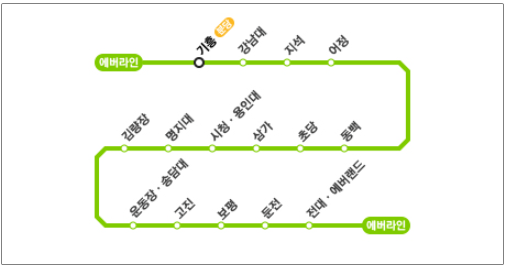 에버라인
기흥
분당
강남대
지석
어정
김량장
명지대
시청·용인대
삼가
초당
동백
운동장·송담대
고진
보평
둔전
전대·에버랜드
에버라인